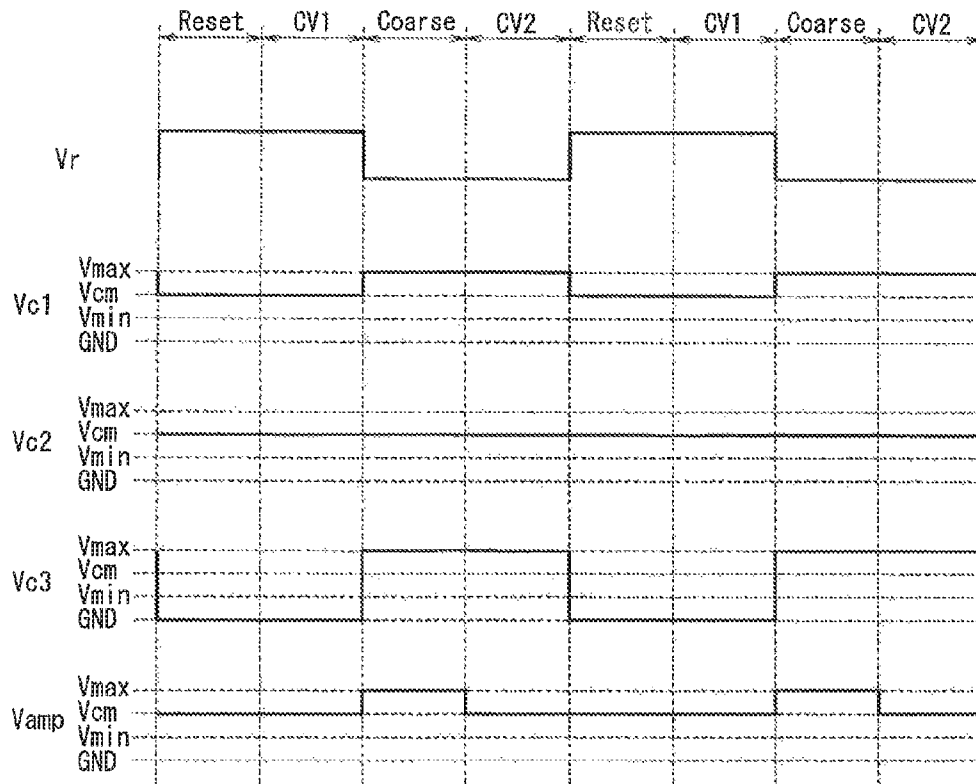 Reset CV1 Coarse CV2 Reset CV1 Coarse CV2
Vr
Vc1
Vmax
Vcm
Vmin
GND
Vc2
Vmax
Vcm
Vmin
GND
Vc3
Vmax
Vcm
Vmin
GND
Vamp
Vmax
Vcm
Vmin
GND